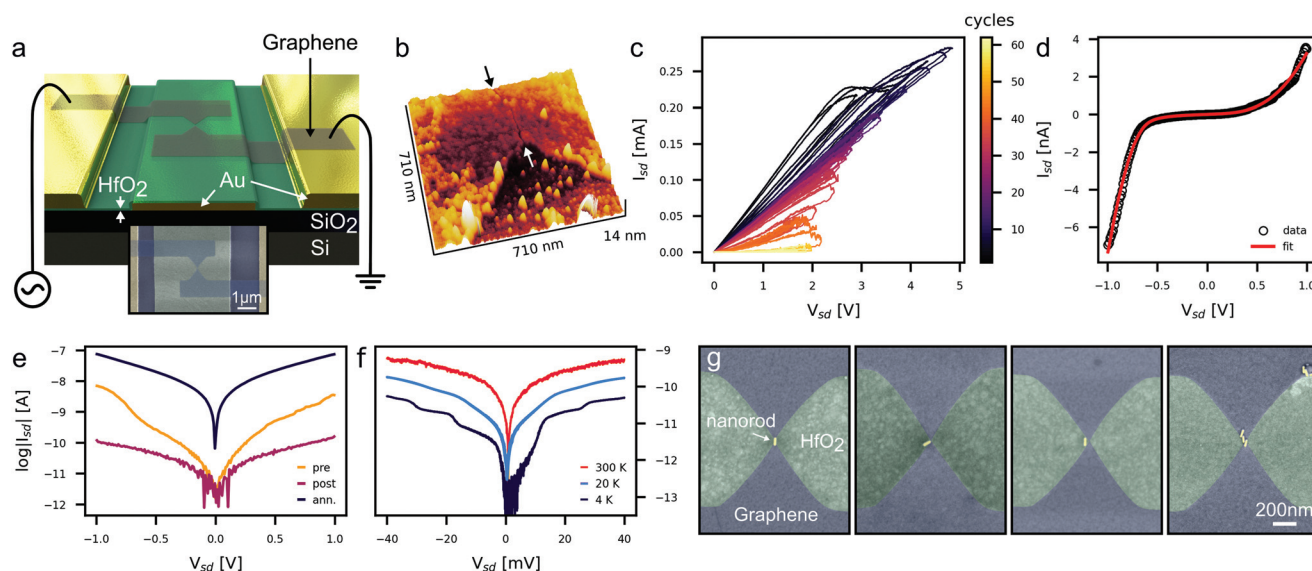 a
Graphene
HfO2
Au
SiO2
Si
1μm
b
710 nm
710 nm
14 nm
c
cycles
0.25
0.20
0.15
0.10
0.05
0.00
Isd [mA]
0 1 2 3 4 5
Vsd [V]
60
50
40
30
20
10
d
4
2
0
−2
−4
−6
Isd [nA]
data
fit
−1.0 −0.5 0.0 0.5 1.0
Vsd [V]
e
−7
−8
−9
−10
−11
−12
log|Isd| [A]
pre
post
ann.
−1.0 −0.5 0.0 0.5 1.0
Vsd [V]
f
−9
−10
−11
−12
−13
300 K
20 K
4 K
−40 −20 0 20 40
Vsd [mV]
g
nanorod
HfO2
Graphene
200nm